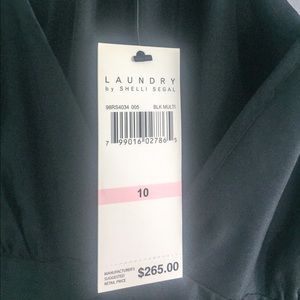 LAUNDRY
by SHELLI SEGAL
98RS4034 005 BLK MULTI
7 99016 02786 5
10
MANUFACTURER'S
SUGGESTED
RETAIL PRICE
$265.00